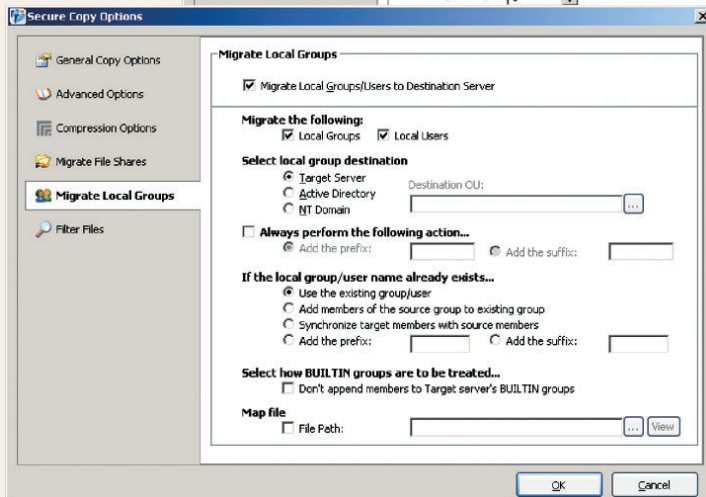 Secure Copy Options
General Copy Options
Advanced Options
Compression Options
Migrate File Shares
Migrate Local Groups
Filter Files
Migrate Local Groups
Migrate Local Groups/Users to Destination Server
Migrate the following:
Local Groups Local Users
Select local group destination
Target Server
Active Directory
NT Domain
Destination OU:
...
Always perform the following action...
Add the prefix: Add the suffix:
If the local group/user name already exists...
Use the existing group/user
Add members of the source group to existing group
Synchronize target members with source members
Add the prefix: Add the suffix:
Select how BUILTIN groups are to be treated...
Don't append members to Target server's BUILTIN groups
Map file
File Path: ... View
OK Cancel